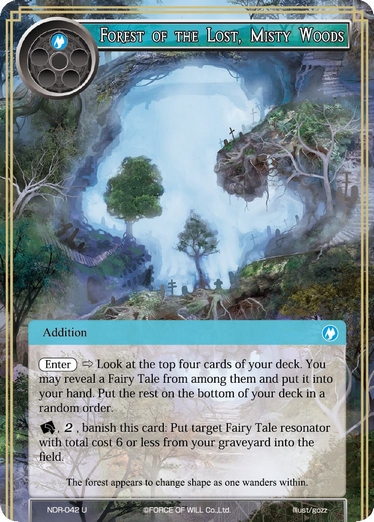 Forest of the Lost, Misty Woods
Addition
Enter ⇨ Look at the top four cards of your deck. You
may reveal a Fairy Tale from among them and put it into
your hand. Put the rest on the bottom of your deck in a
random order.
, 2 , banish this card: Put target Fairy Tale resonator
with total cost 6 or less from your graveyard into the
field.
The forest appears to change shape as one wanders within.
NDR-042 U ©FORCE OF WILL Co.,Ltd. Illust/gozz